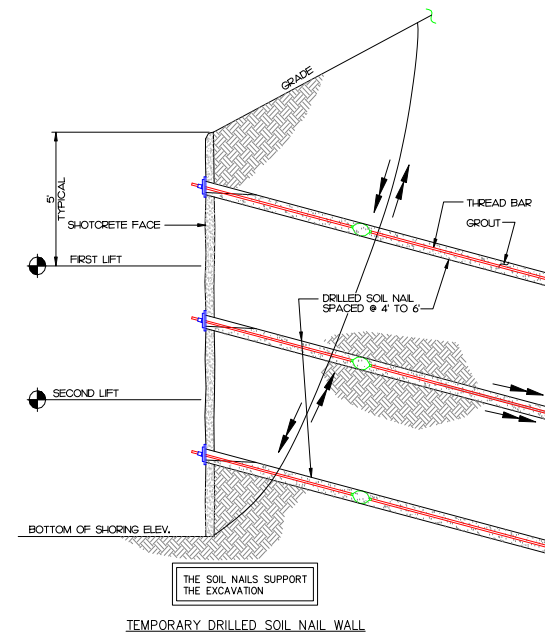 GRADE
5'
TYPICAL
SHOTCRETE FACE
THREAD BAR
GROUT
FIRST LIFT
DRILLED SOIL NAIL
SPACED @ 4' TO 6'
SECOND LIFT
BOTTOM OF SHORING ELEV.
THE SOIL NAILS SUPPORT
THE EXCAVATION
TEMPORARY DRILLED SOIL NAIL WALL